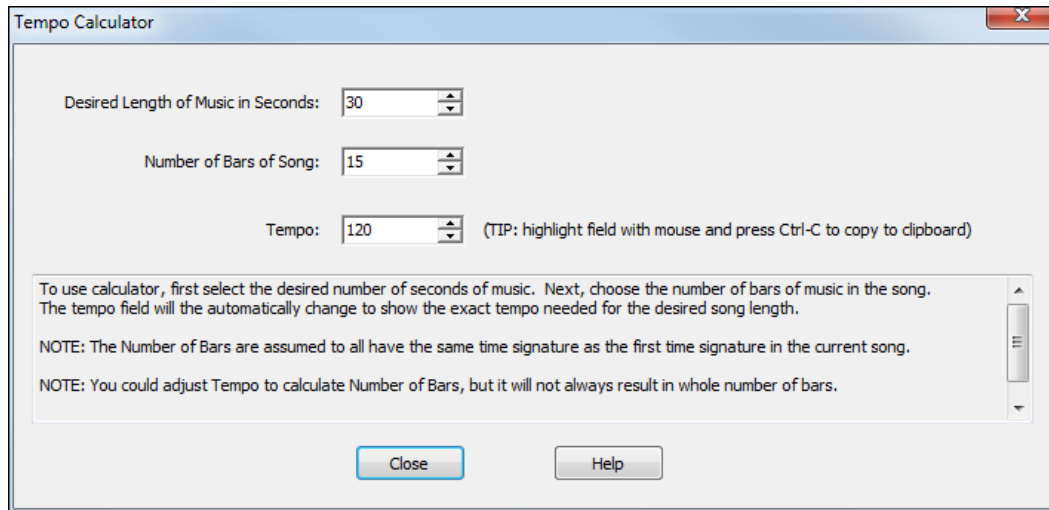 Tempo Calculator
Desired Length of Music in Seconds: 30
Number of Bars of Song: 15
Tempo: 120 (TIP: highlight field with mouse and press Ctrl-C to copy to clipboard)
To use calculator, first select the desired number of seconds of music.  Next, choose the number of bars of music in the song.
The tempo field will the automatically change to show the exact tempo needed for the desired song length.
NOTE: The Number of Bars are assumed to all have the same time signature as the first time signature in the current song.
NOTE: You could adjust Tempo to calculate Number of Bars, but it will not always result in whole number of bars.
Close Help